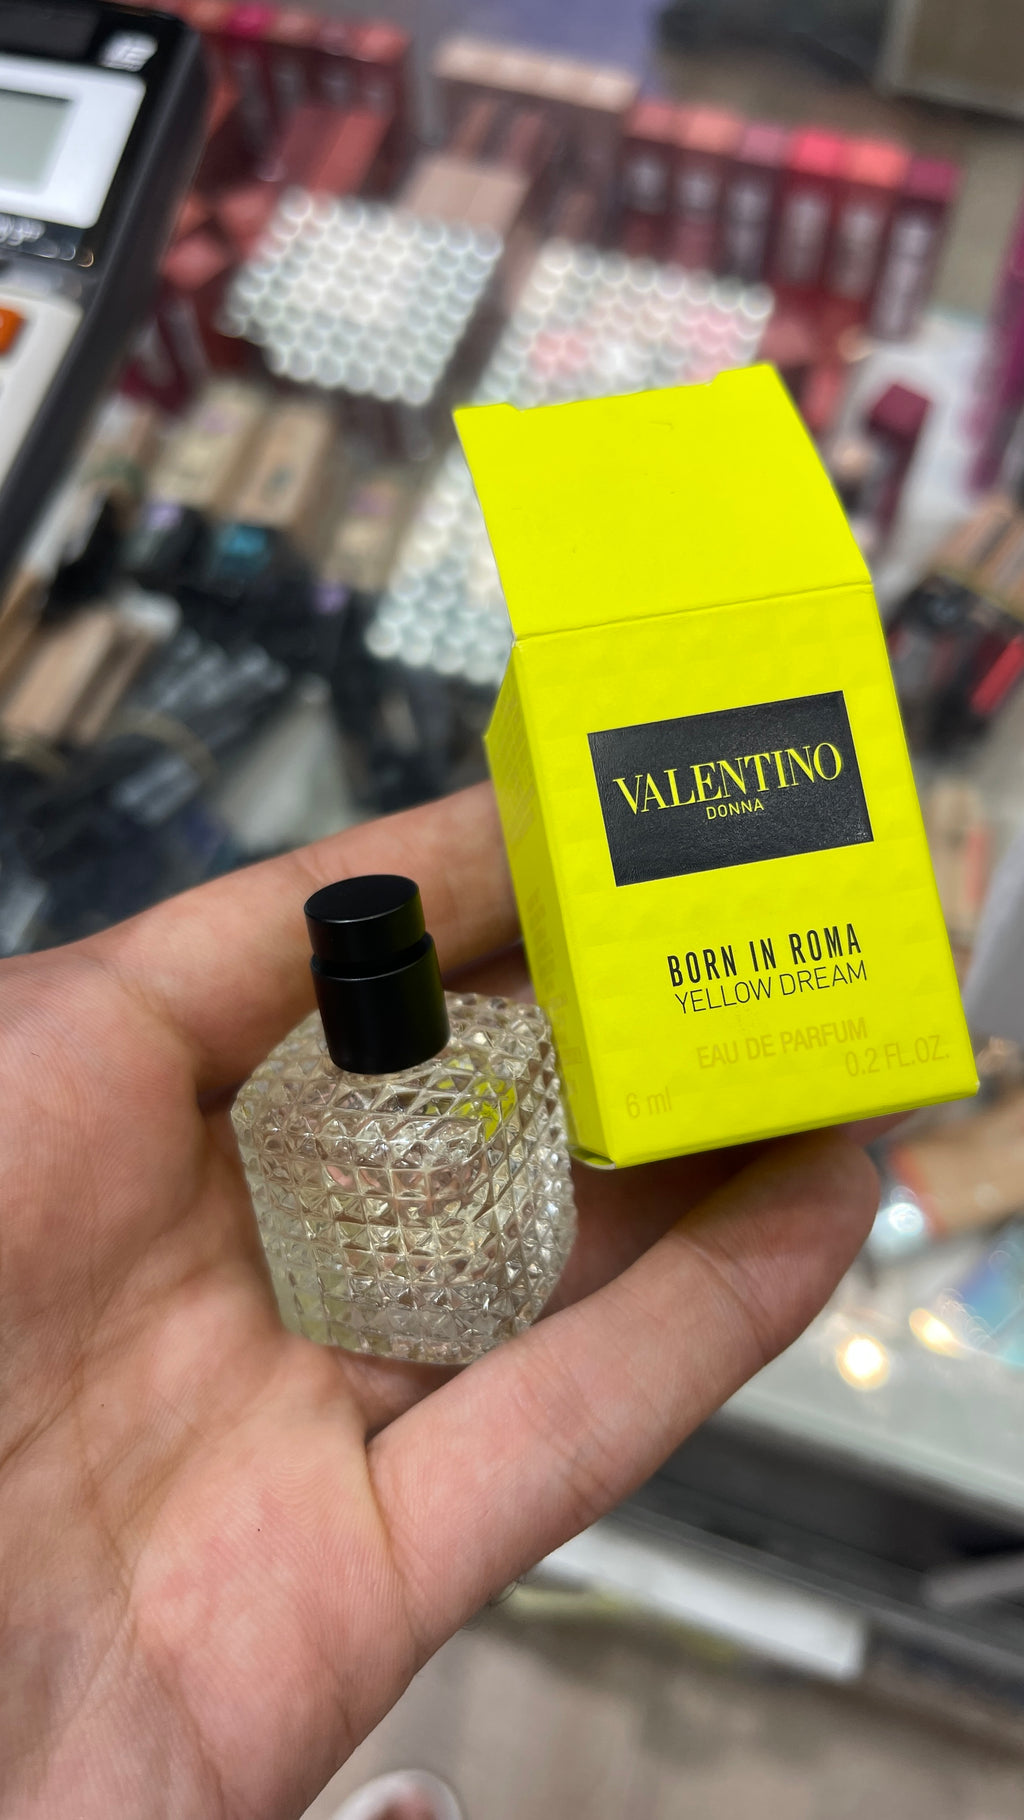 VALENTINO
DONNA
BORN IN ROMA
YELLOW DREAM
EAU DE PARFUM
6 ml
0.2 FL.OZ.